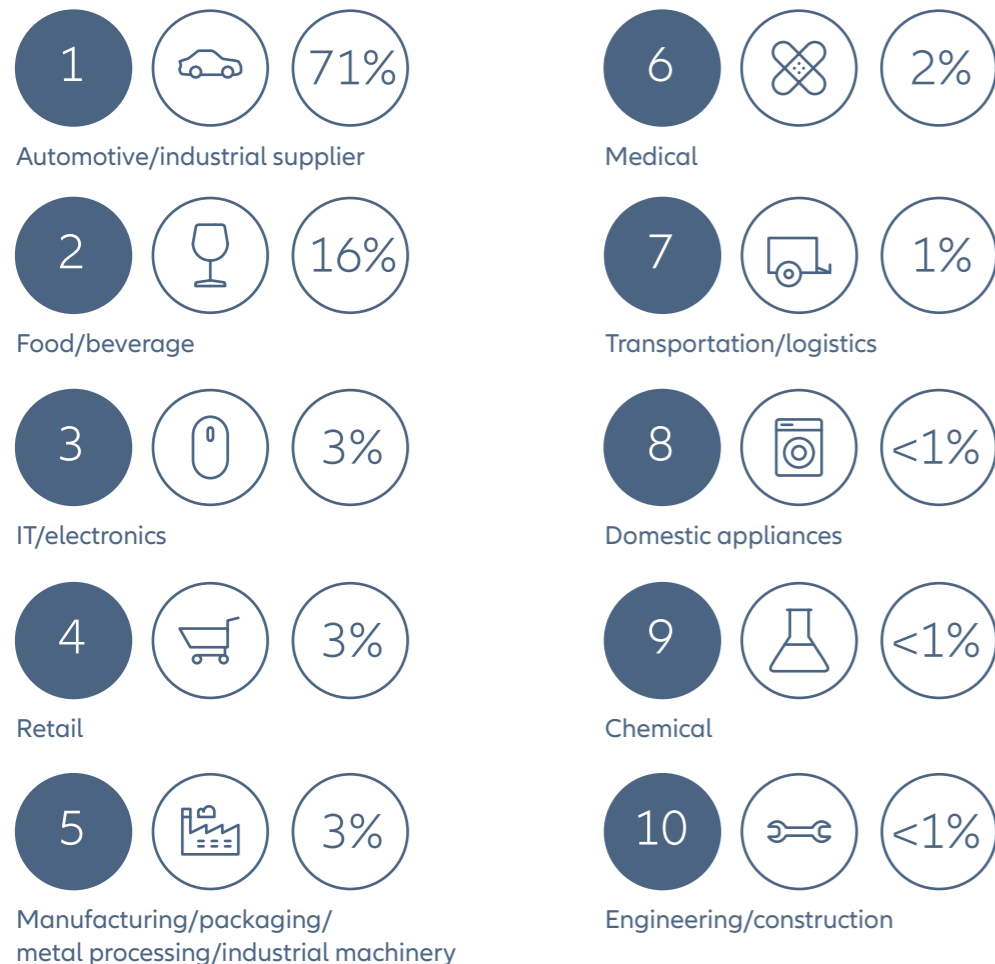 1
71%
Automotive/industrial supplier
2
16%
Food/beverage
3
3%
IT/electronics
4
3%
Retail
5
3%
Manufacturing/packaging/
metal processing/industrial machinery
6
2%
Medical
7
1%
Transportation/logistics
8
<1%
Domestic appliances
9
<1%
Chemical
10
<1%
Engineering/construction